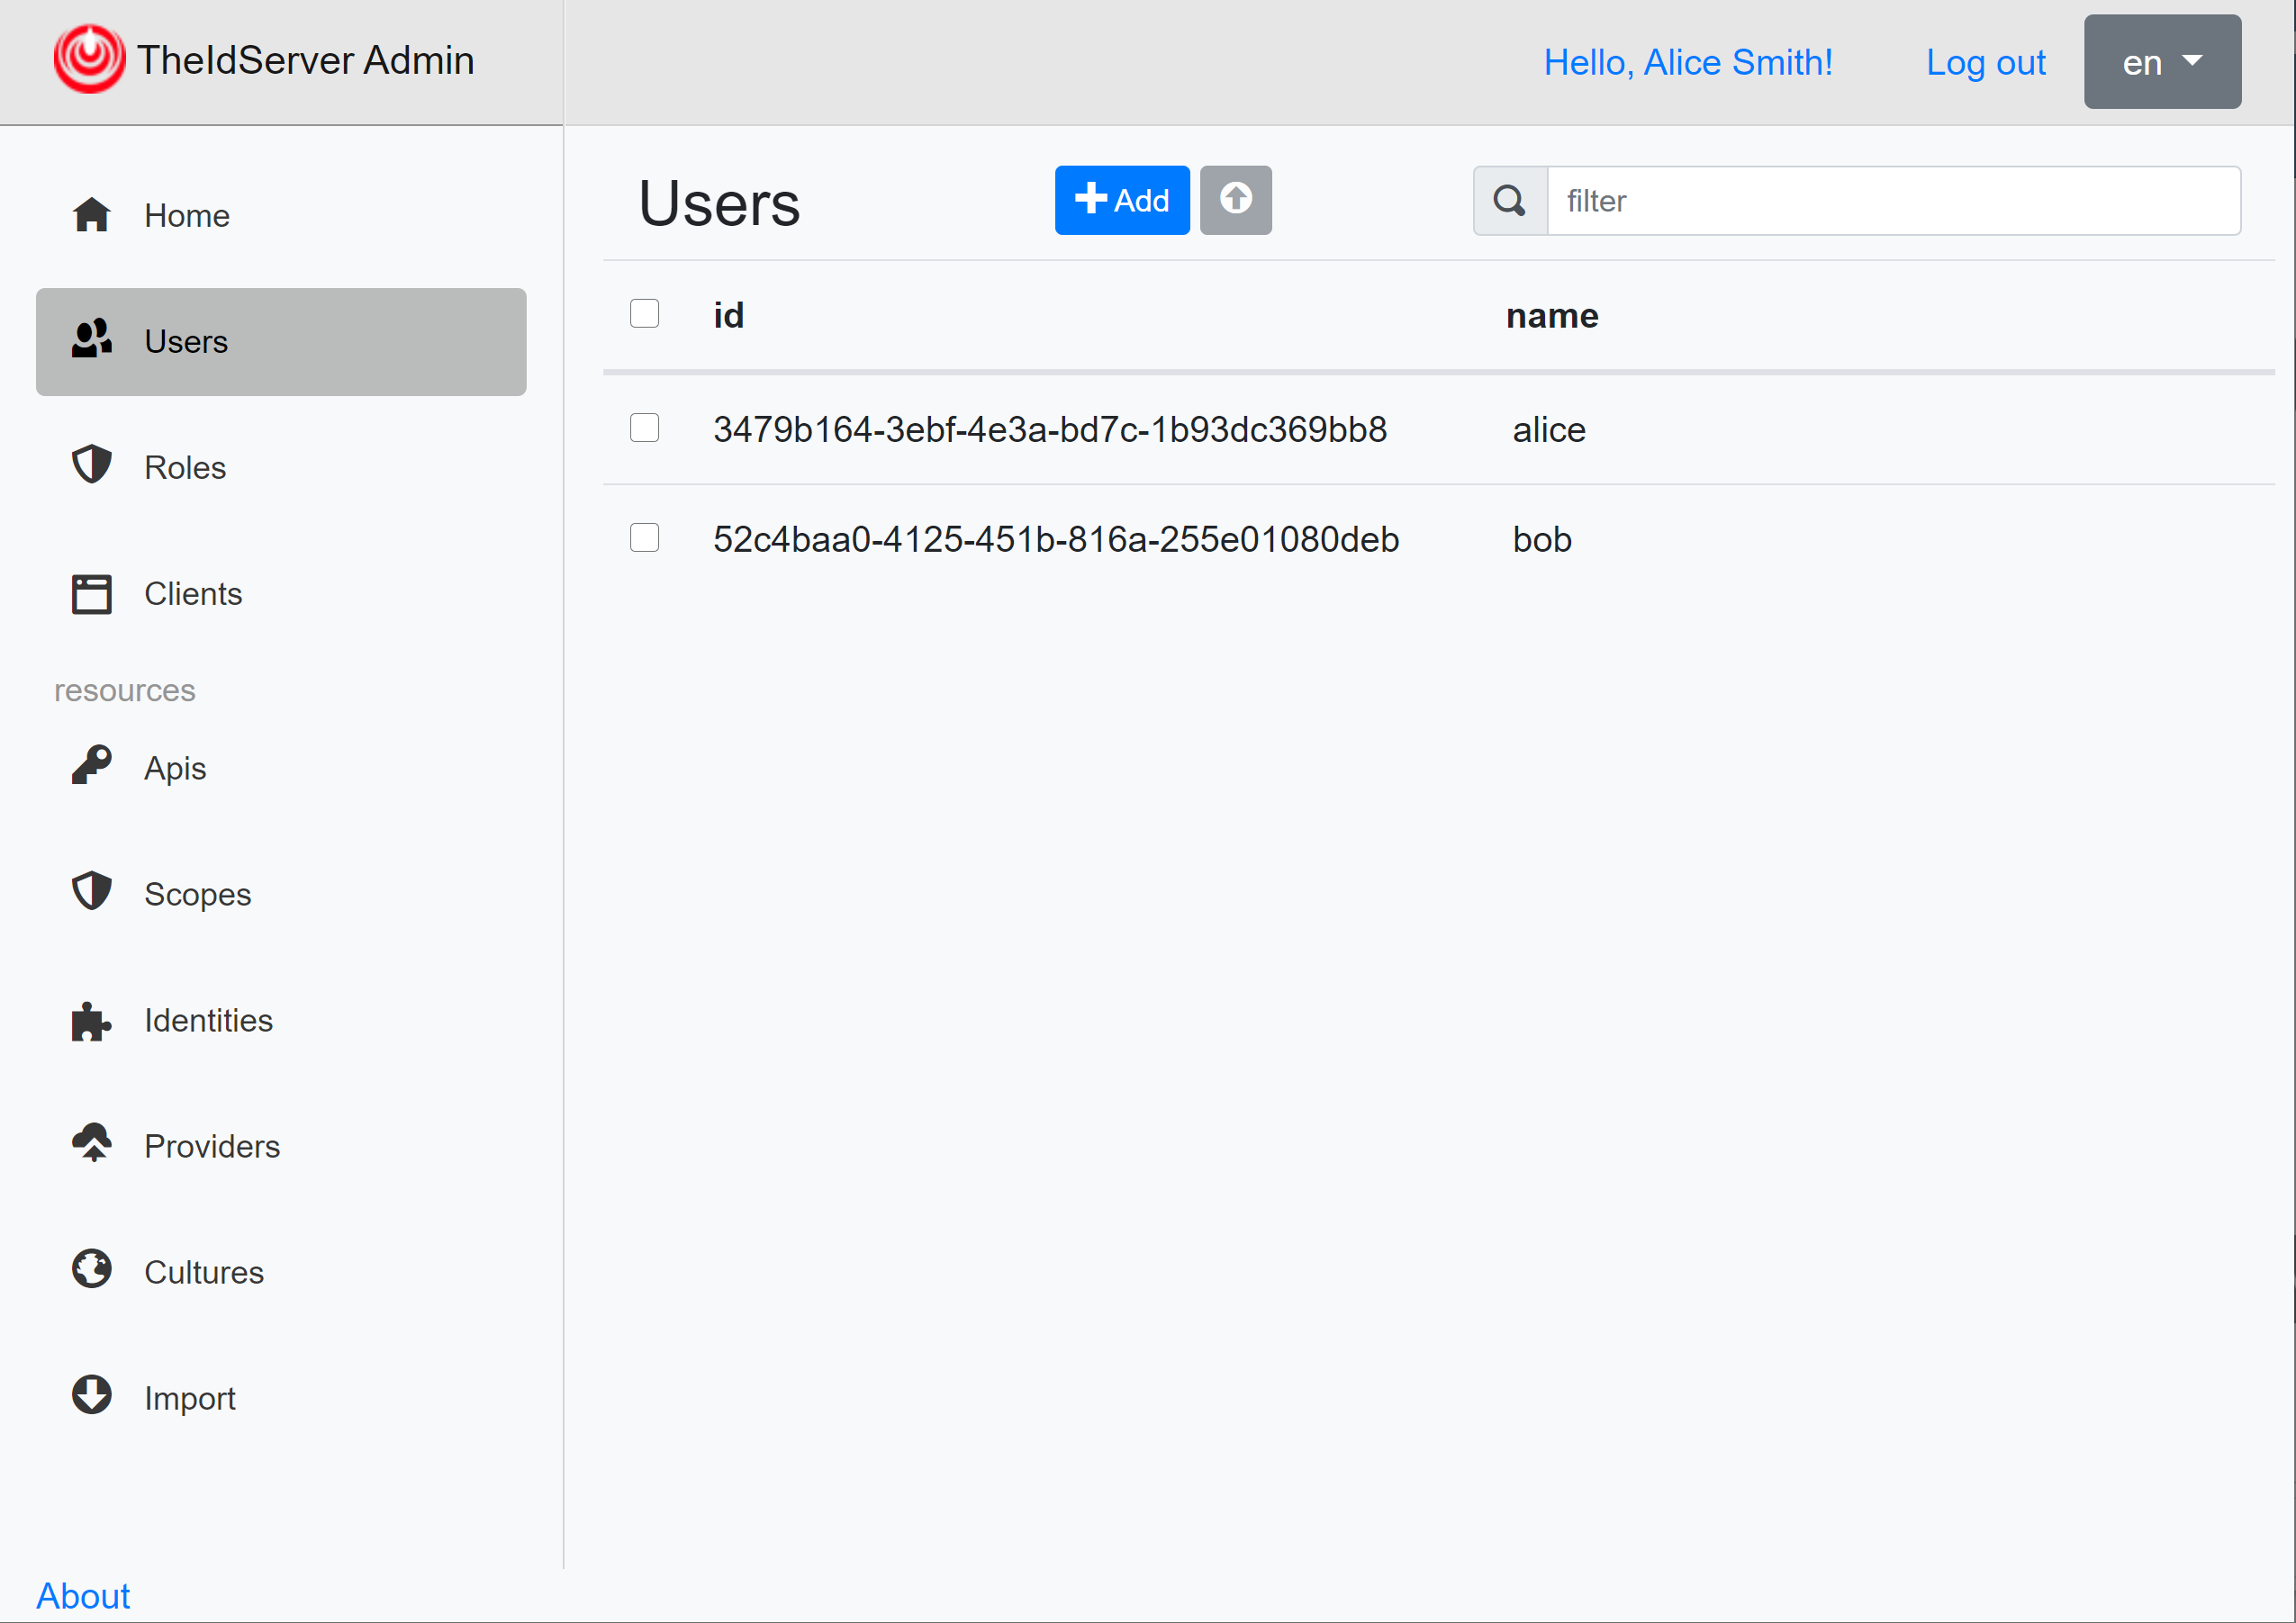 TheIdServer Admin
Hello, Alice Smith!
Log out
en
Home
Users
Roles
Clients
resources
Apis
Scopes
Identities
Providers
Cultures
Import
About
Users
Add
filter
id name
3479b164-3ebf-4e3a-bd7c-1b93dc369bb8 alice
52c4baa0-4125-451b-816a-255e01080deb bob